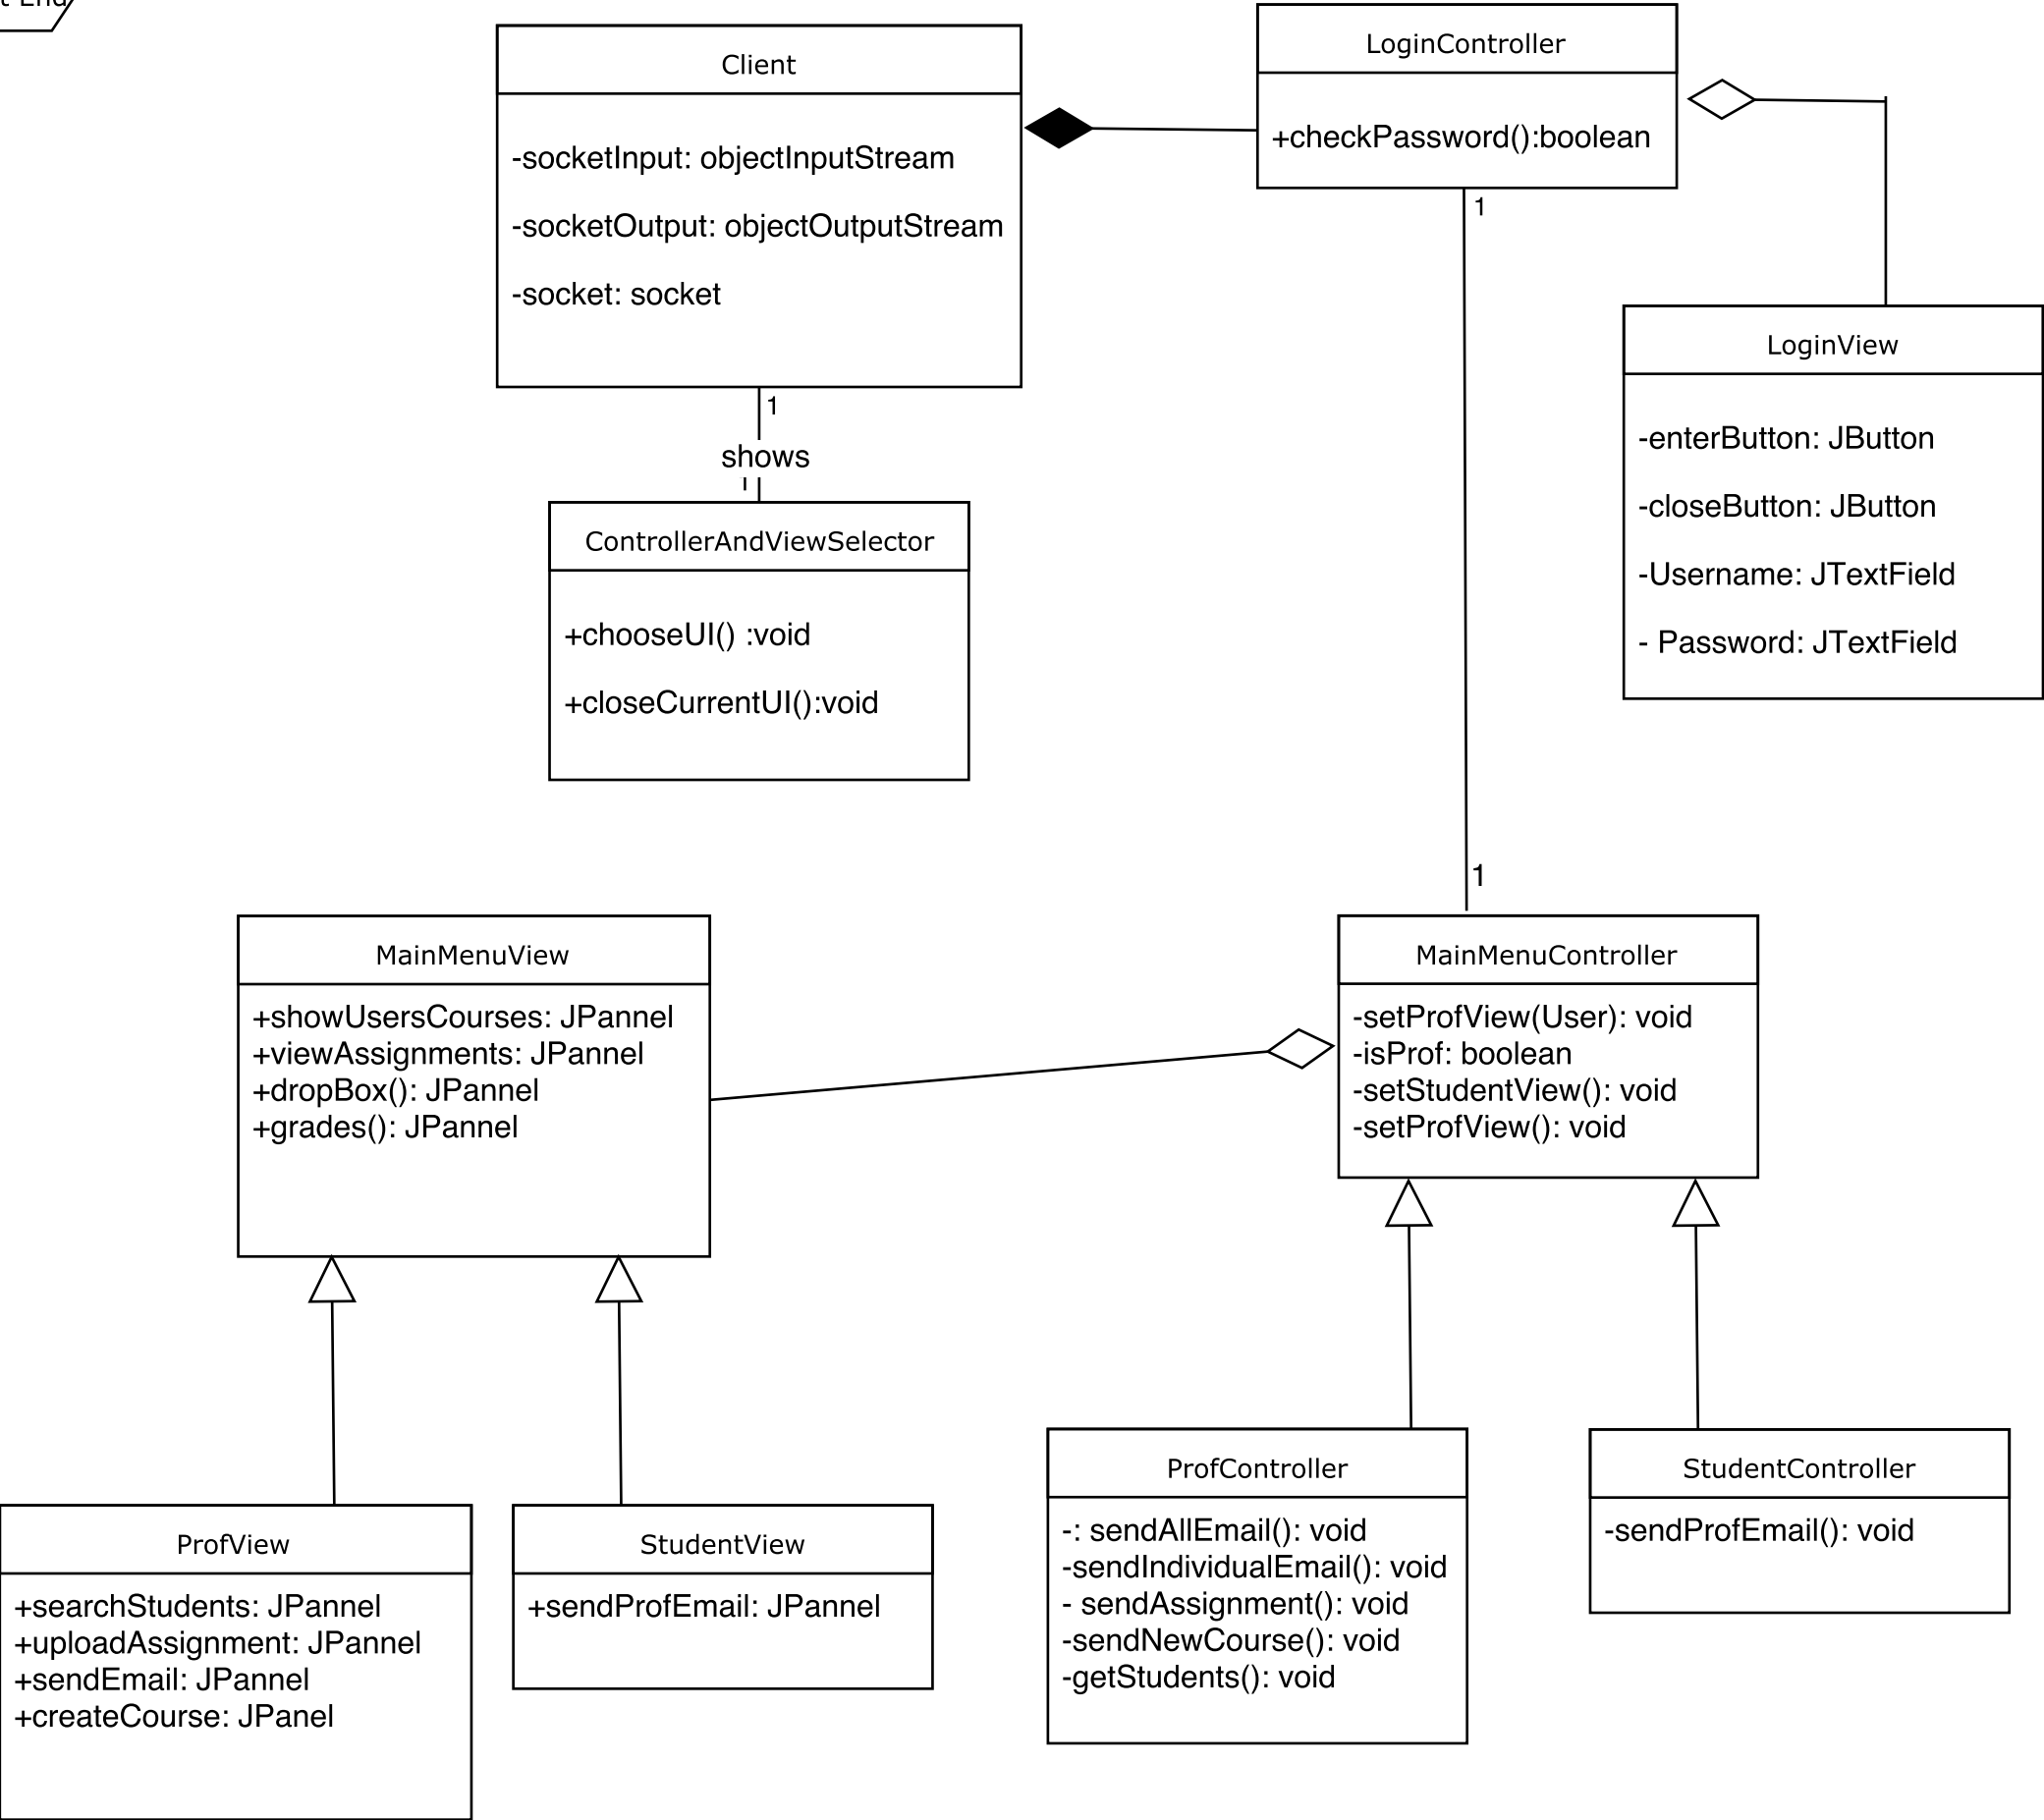 t End
Client
-socketInput: objectInputStream
-socketOutput: objectOutputStream
-socket: socket
LoginController
+checkPassword():boolean
1
LoginView
-enterButton: JButton
-closeButton: JButton
-Username: JTextField
- Password: JTextField
1
shows
1
ControllerAndViewSelector
+chooseUI() :void
+closeCurrentUI():void
1
MainMenuView
+showUsersCourses: JPannel
+viewAssignments: JPannel
+dropBox(): JPannel
+grades(): JPannel
MainMenuController
-setProfView(User): void
-isProf: boolean
-setStudentView(): void
-setProfView(): void
ProfView
+searchStudents: JPannel
+uploadAssignment: JPannel
+sendEmail: JPannel
+createCourse: JPanel
StudentView
+sendProfEmail: JPannel
ProfController
-: sendAllEmail(): void
-sendIndividualEmail(): void
- sendAssignment(): void
-sendNewCourse(): void
-getStudents(): void
StudentController
-sendProfEmail(): void